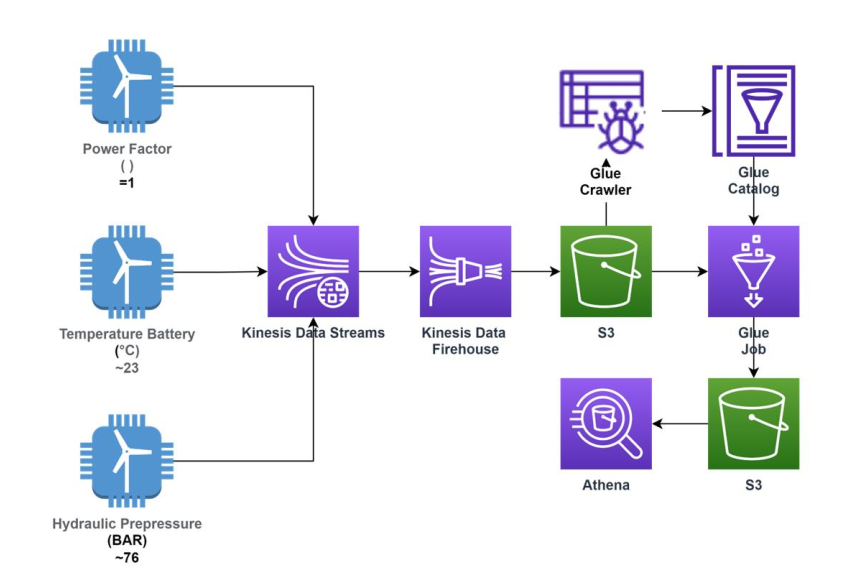 Power Factor
( )
=1
Temperature Battery
(°C)
~23
Hydraulic Prepressure
(BAR)
~76
Kinesis Data Streams
Kinesis Data
Firehouse
Glue
Crawler
S3
Glue
Catalog
Glue
Job
Athena
S3